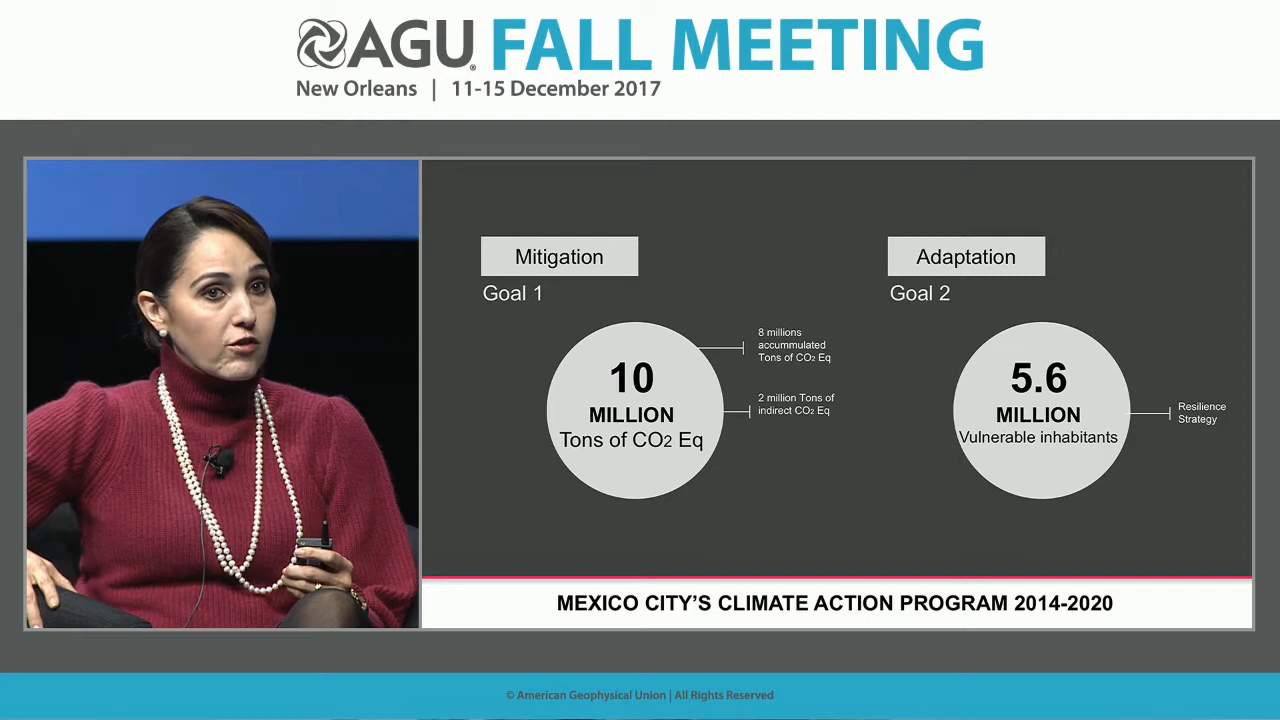 AGU FALL MEETING
New Orleans | 11-15 December 2017
Mitigation
Goal 1
10
MILLION
Tons of CO2 Eq
8 millions
accummulated
Tons of CO2 Eq
2 million Tons of
indirect CO2 Eq
Adaptation
Goal 2
5.6
MILLION
Vulnerable inhabitants
Resilience
Strategy
MEXICO CITY'S CLIMATE ACTION PROGRAM 2014-2020
© American Geophysical Union | All Rights Reserved